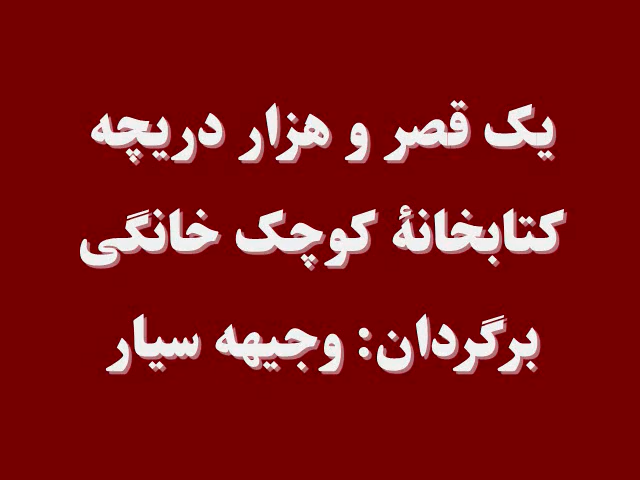 یک قصر و هزار دریچه
کتابخانهٔ کوچک خانگی
برگردان: وجیهه سیار